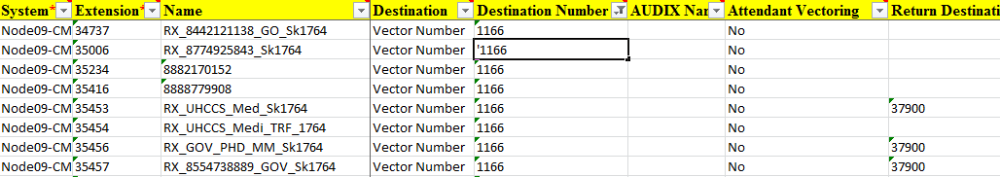 System* Extension* Name Destination Destination Number AUDIX Nar Attendant Vectoring Return Destinati
Node09-CM 34737 RX_8442121138_GO_Sk1764 Vector Number 1166 No
Node09-CM 35006 RX_8774925843_Sk1764 Vector Number '1166 No
Node09-CM 35234 8882170152 Vector Number 1166 No
Node09-CM 35416 8888779908 Vector Number 1166 No
Node09-CM 35453 RX_UHCCS_Med_Sk1764 Vector Number 1166 No 37900
Node09-CM 35454 RX_UHCCS_Medi_TRF_1764 Vector Number 1166 No
Node09-CM 35456 RX_GOV_PHD_MM_Sk1764 Vector Number 1166 No 37900
Node09-CM 35457 RX_8554738889_GOV_Sk1764 Vector Number 1166 No 37900